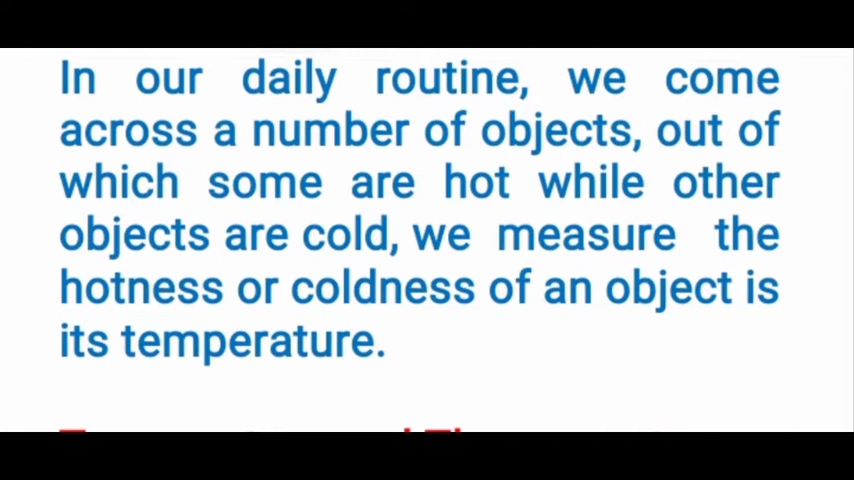 In our daily routine, we come
across a number of objects, out of
which some are hot while other
objects are cold, we measure the
hotness or coldness of an object is
its temperature.